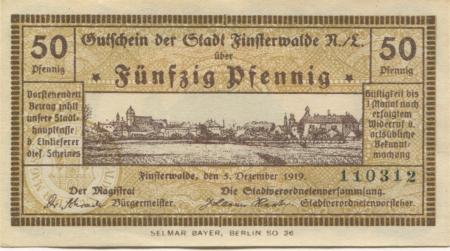 50 Pfennig
Gutschein der Stadt Finsterwalde N./L.
über
50 Pfennig
Fünfzig Pfennig
Vorstehenden
Betrag zahlt
unsere Stadt-
hauptkasse
d. Einlieferer
dies. Scheines
Gültigkeit bis
1 Monat nach
erfolgtem
Widerruf u.
ortsübliche
Bekannt-
machung
Finsterwalde, den 5. Dezember 1919.
110312
Der Magistrat
Die Stadtverordnetenversammlung.
Bürgermeister.
Stadtverordnetenvorsteher.
SELMAR BAYER, BERLIN SO 36